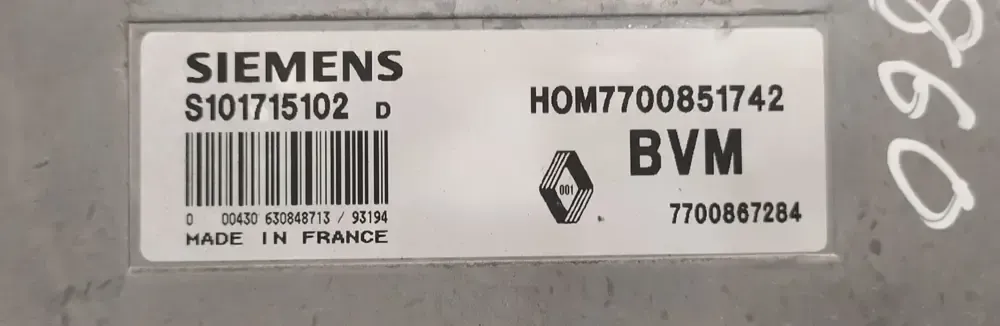 SIEMENS
S101715102 D
0 00430 630848713 / 93194
MADE IN FRANCE
HOM7700851742
BVM
001
7700867284